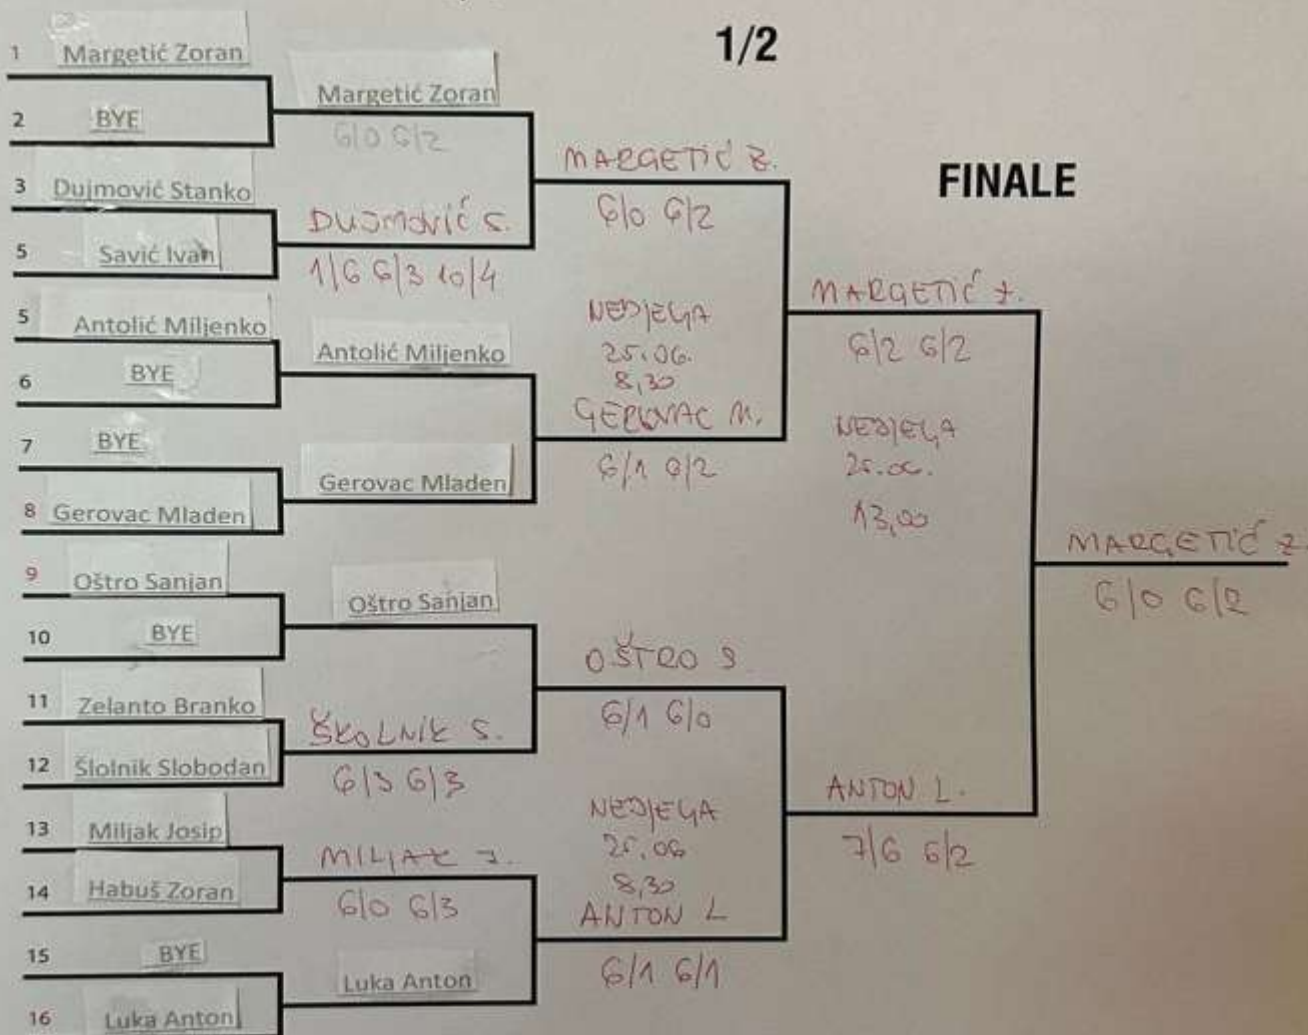 1/2
FINALE
1 Margetić Zoran
2 BYE
3 Dujmović Stanko
5 Savić Ivan
5 Antolić Miljenko
6 BYE
7 BYE
8 Gerovac Mladen
9 Oštro Sanjan
10 BYE
11 Zelanto Branko
12 Šlolnik Slobodan
13 Miljak Josip
14 Habuš Zoran
15 BYE
16 Luka Anton
Margetić Zoran
6/0 6/2
DUJMOVIĆ S.
1/6 6/3 10/4
Antolić Miljenko
Gerovac Mladen
Oštro Sanjan
ŠKOLNIK S.
6/3 6/3
MILJAK J.
6/0 6/3
Luka Anton
MARGETIĆ Z.
6/0 6/2
NEDJELJA
25.06.
8,30
GEROVAC M.
6/1 6/2
OŠTRO S
6/1 6/0
NEDJELJA
25.06
8,30
ANTON L
6/1 6/1
MARGETIĆ Z.
6/2 6/2
NEDJELJA
25.06.
13,00
ANTON L.
7/6 6/2
MARGETIĆ Z
6/0 6/2